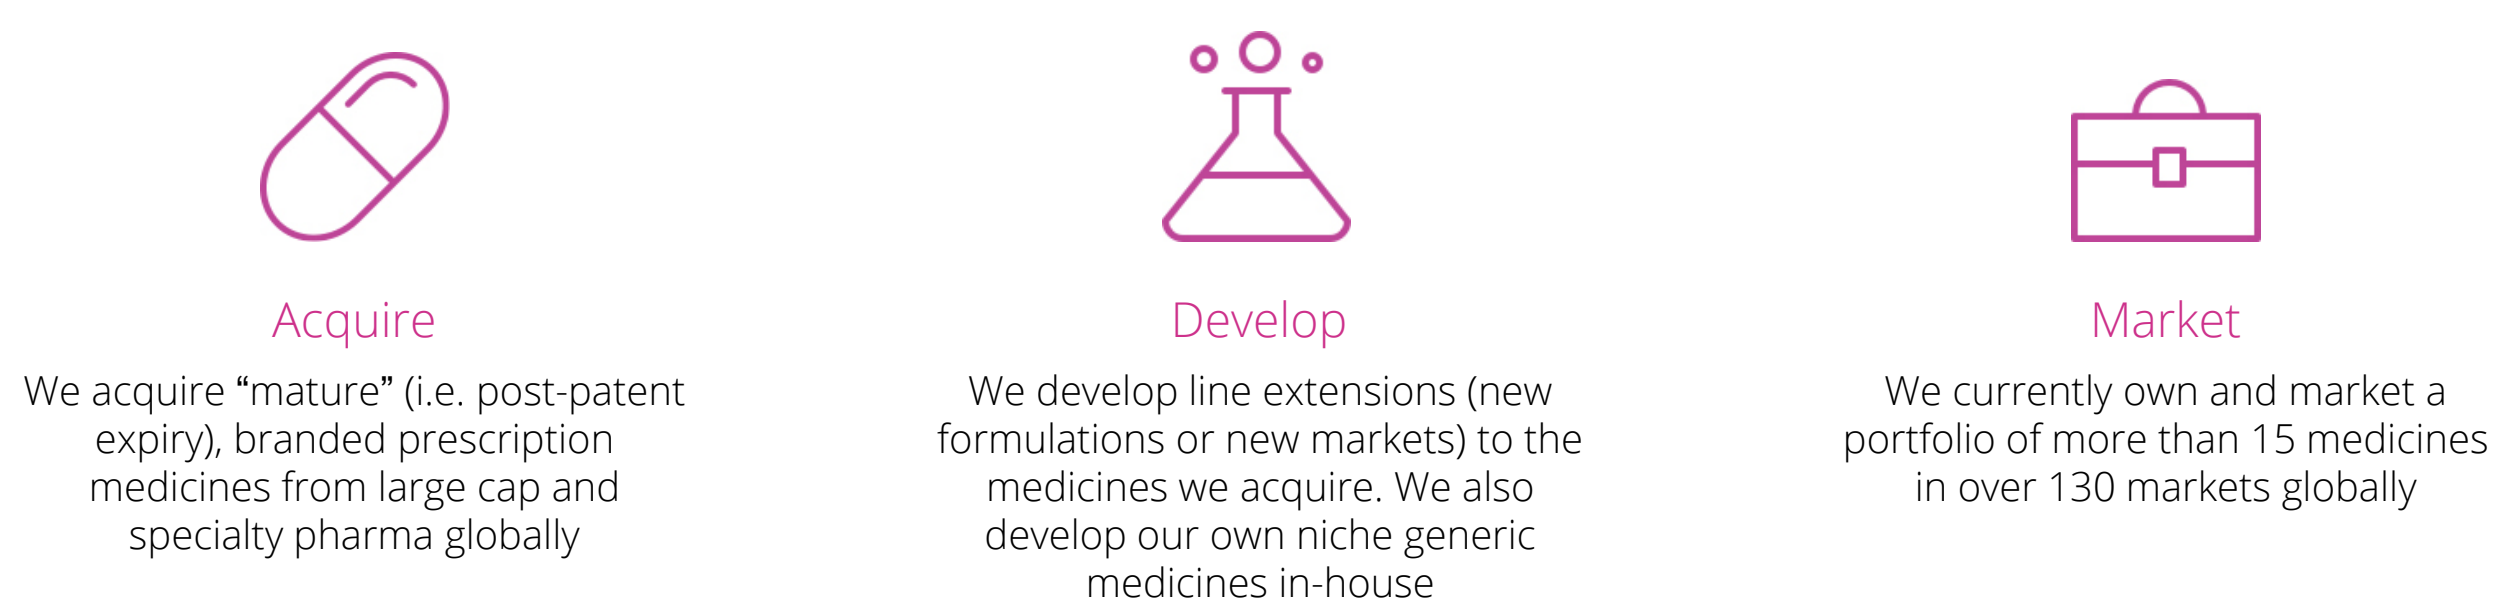 Acquire
We acquire “mature” (i.e. post-patent
expiry), branded prescription
medicines from large cap and
specialty pharma globally
Develop
We develop line extensions (new
formulations or new markets) to the
medicines we acquire. We also
develop our own niche generic
medicines in-house
Market
We currently own and market a
portfolio of more than 15 medicines
in over 130 markets globally